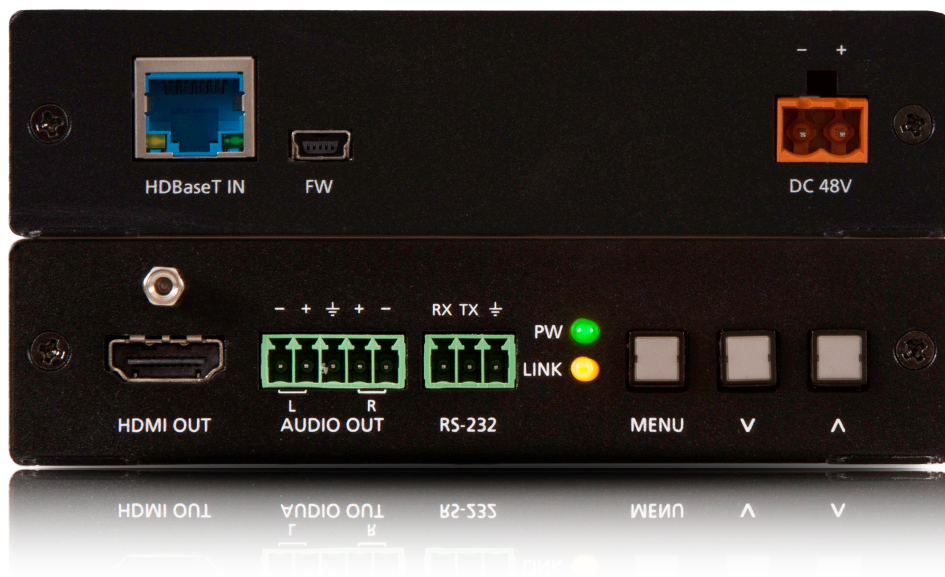 - +
HDBaseT IN FW DC 48V
- + ⏚ + - RX TX ⏚
PW
LINK
L R
HDMI OUT AUDIO OUT RS-232 MENU ∨ ∧